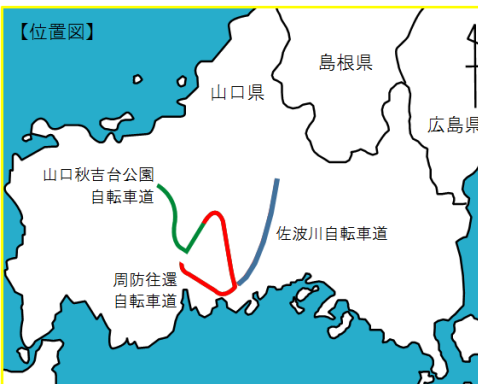 【位置図】
島根県
山口県
広島県
山口秋吉台公園
自転車道
佐波川自転車道
周防往還
自転車道